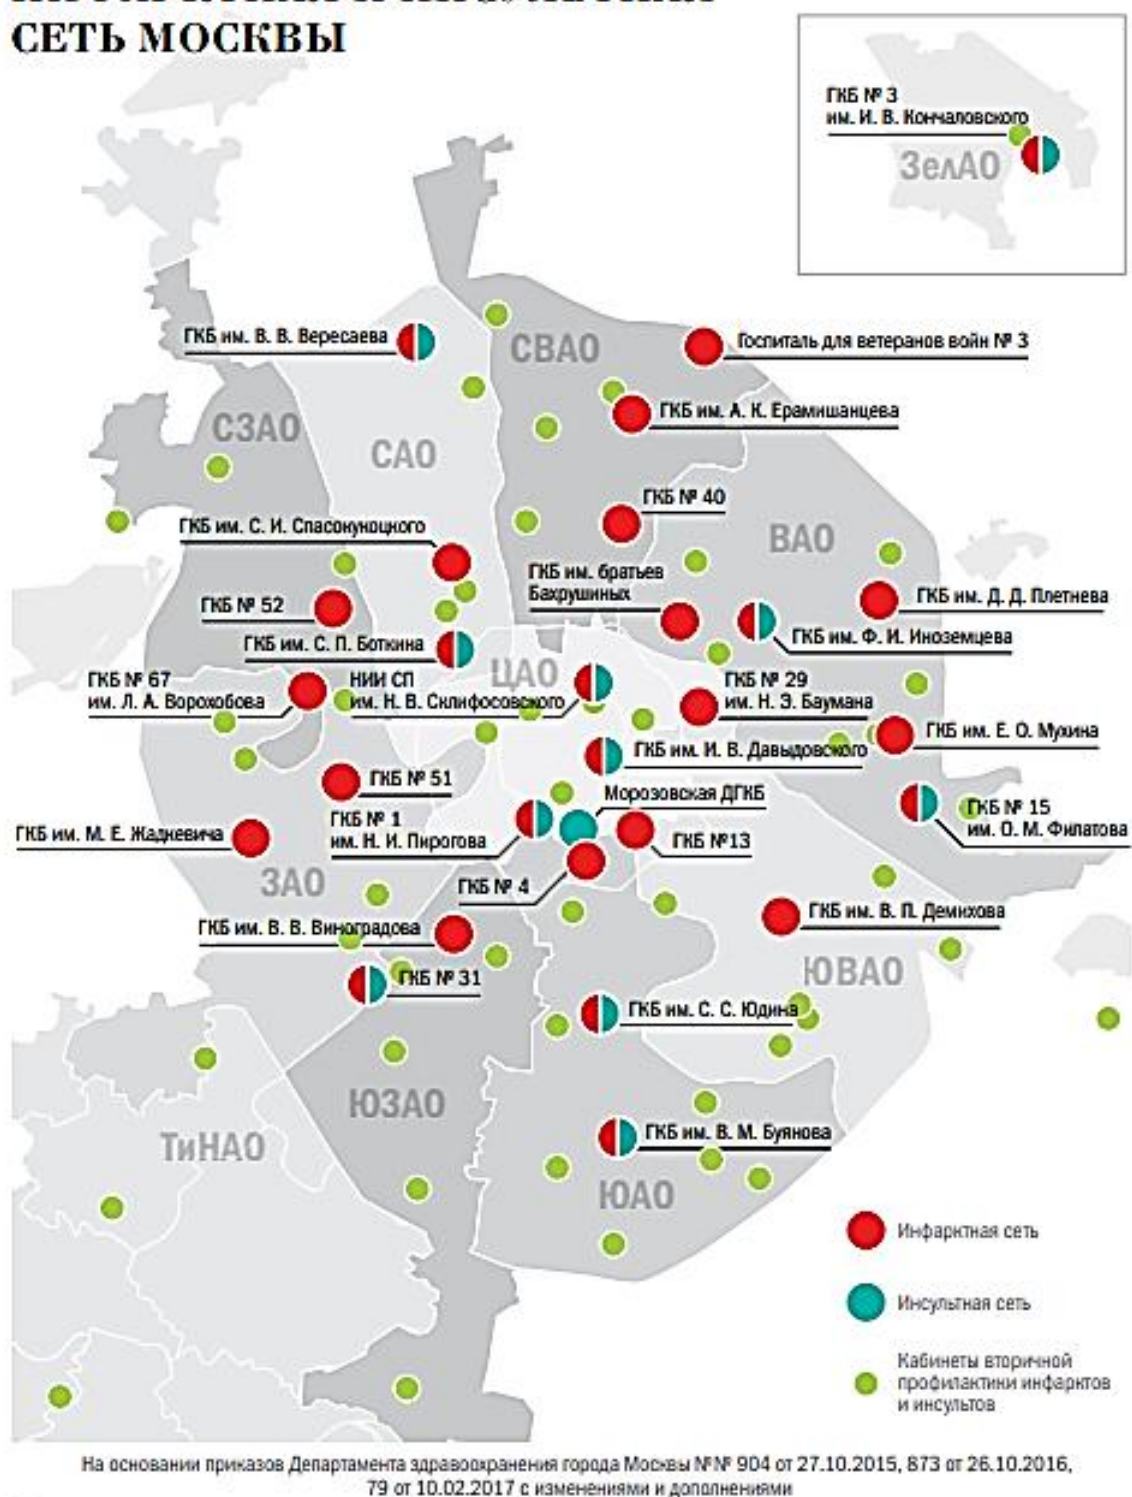 СЕТЬ МОСКВЫ
ГКБ № 3
им. И. В. Кончаловского
ЗелАО
ГКБ им. В. В. Вересаева
СВАО
Госпиталь для ветеранов войн № 3
ГКБ им. А. К. Ерамишанцева
СЗАО
САО
ГКБ № 40
ВАО
ГКБ им. С. И. Спасокукоцкого
ГКБ им. братьев
Бахрушиных
ГКБ № 52
ГКБ им. Д. Д. Плетнева
ГКБ им. С. П. Боткина
ГКБ им. Ф. И. Иноземцева
ЦАО
ГКБ № 67
им. Л. А. Ворохобова
НИИ СП
им. Н. В. Склифосовского
ГКБ № 29
им. Н. Э. Баумана
ГКБ им. Е. О. Мухина
ГКБ им. И. В. Давыдовского
ГКБ № 51
Морозовская ДГКБ
ГКБ № 15
им. О. М. Филатова
ГКБ № 1
им. Н. И. Пирогова
ГКБ им. М. Е. Жадкевича
ГКБ №13
ЗАО
ГКБ № 4
ГКБ им. В. П. Демихова
ГКБ им. В. В. Виноградова
ЮВАО
ГКБ № 31
ГКБ им. С. С. Юдина
ЮЗАО
ТиНАО
ГКБ им. В. М. Буянова
ЮАО
Инфарктная сеть
Инсультная сеть
Кабинеты вторичной
профилактики инфарктов
и инсультов
На основании приказов Департамента здравоохранения города Москвы №№ 904 от 27.10.2015, 873 от 26.10.2016,
79 от 10.02.2017 с изменениями и дополнениями